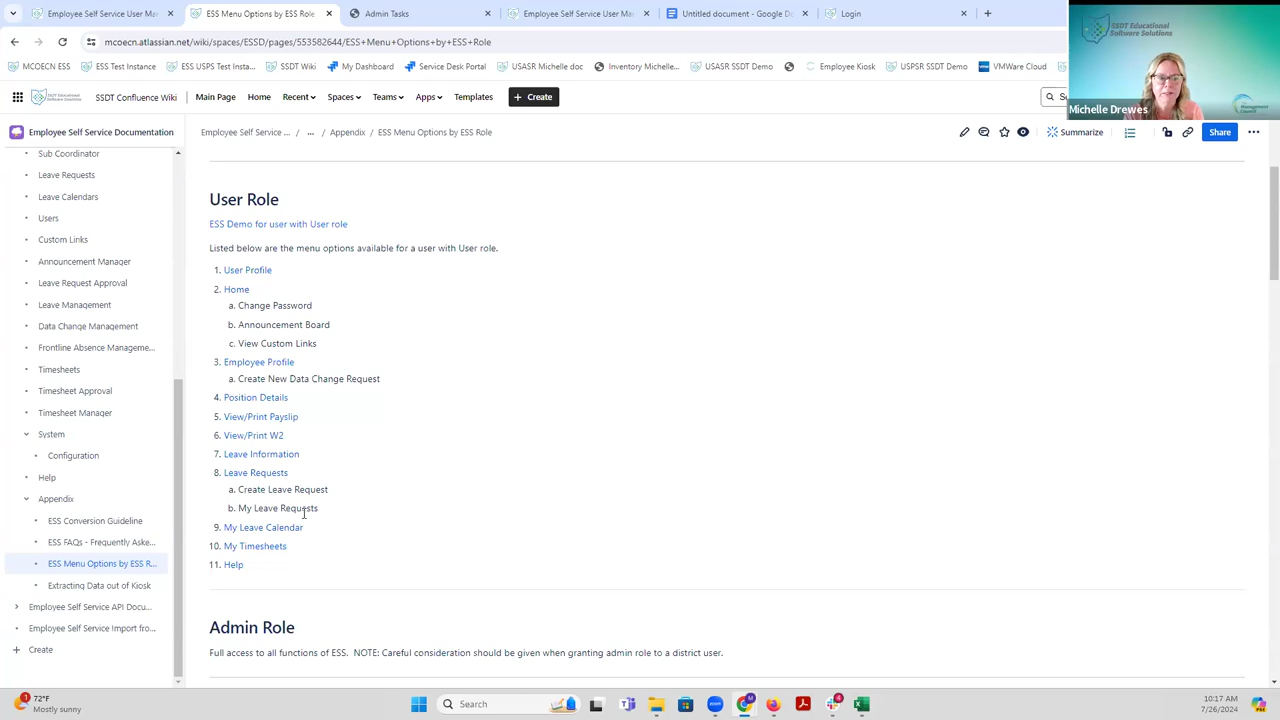 Employee Self Service User Mar
ESS Menu Options by ESS Role
Admin Tasks
Employee Self Service User Ma
Untitled document - Google D
Login
mcoecn.atlassian.net/wiki/spaces/ESSD/pages/553582644/ESS+Menu+Options+by+ESS+Role
MCOECN ESS
ESS Test Instance
ESS USPS Test Insta...
SSDT Wiki
My Dashboard
Service Desk Portal
USASR Michelle doc
Inventory Michelle...
USASR SSDT Demo
Employee Kiosk
USPSR SSDT Demo
VMWare Cloud
SSDT Educational
Software Solutions
Management
Council
Michelle Drewes
SSDT Confluence Wiki
Main Page
Home
Recent
Spaces
Teams
Apps
Templates
+ Create
Employee Self Service Documentation
Employee Self Service ... / ... / Appendix / ESS Menu Options by ESS Role
Summarize
Share
Sub Coordinator
Leave Requests
Leave Calendars
Users
Custom Links
Announcement Manager
Leave Request Approval
Leave Management
Data Change Management
Frontline Absence Manageme...
Timesheets
Timesheet Approval
Timesheet Manager
System
Configuration
Help
Appendix
ESS Conversion Guideline
ESS FAQs - Frequently Aske...
ESS Menu Options by ESS R...
Extracting Data out of Kiosk
Employee Self Service API Docu...
Employee Self Service Import fro...
Create
User Role
ESS Demo for user with User role
Listed below are the menu options available for a user with User role.
1. User Profile
2. Home
a. Change Password
b. Announcement Board
c. View Custom Links
3. Employee Profile
a. Create New Data Change Request
4. Position Details
5. View/Print Payslip
6. View/Print W2
7. Leave Information
8. Leave Requests
a. Create Leave Request
b. My Leave Requests
9. My Leave Calendar
10. My Timesheets
11. Help
Admin Role
Full access to all functions of ESS. NOTE: Careful consideration should be given when granting admin role to a district user.
72°F
Mostly sunny
Search
10:17 AM
7/26/2024